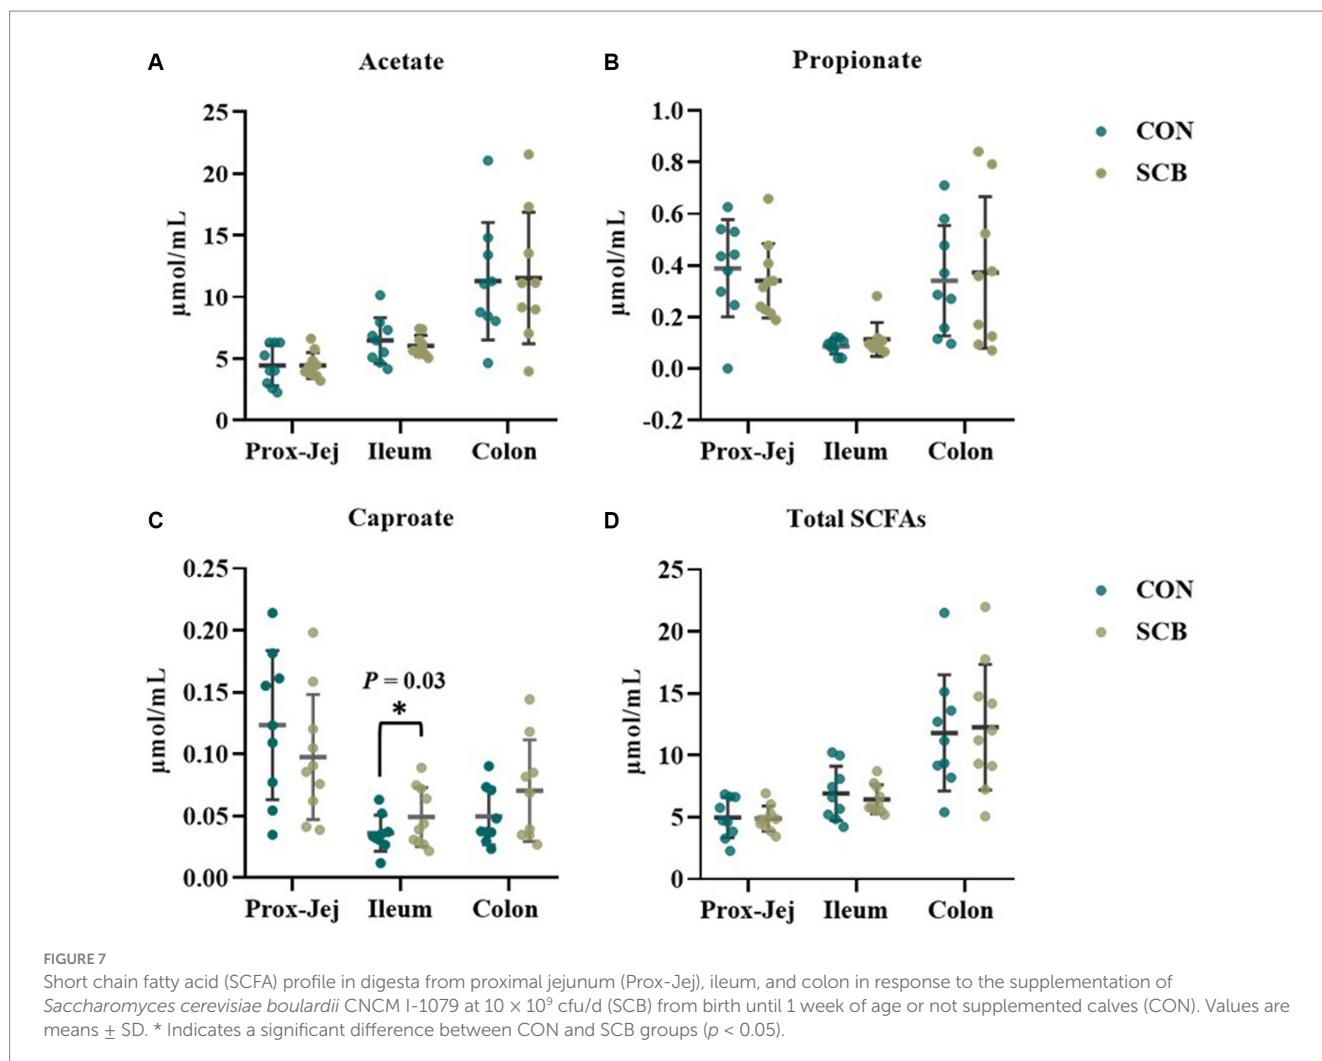 A
Acetate
25
20
15
10
5
0
µmol/mL
Prox-Jej Ileum Colon
B
Propionate
1.0
0.8
0.6
0.4
0.2
0.0
-0.2
µmol/mL
Prox-Jej Ileum Colon
CON
SCB
C
Caproate
0.25
0.20
0.15
0.10
0.05
0.00
µmol/mL
P = 0.03
*
Prox-Jej Ileum Colon
D
Total SCFAs
25
20
15
10
5
0
µmol/mL
Prox-Jej Ileum Colon
CON
SCB
FIGURE 7
Short chain fatty acid (SCFA) profile in digesta from proximal jejunum (Prox-Jej), ileum, and colon in response to the supplementation of
Saccharomyces cerevisiae boulardii CNCM I-1079 at 10 × 10⁹ cfu/d (SCB) from birth until 1 week of age or not supplemented calves (CON). Values are
means ± SD. * Indicates a significant difference between CON and SCB groups (p < 0.05).